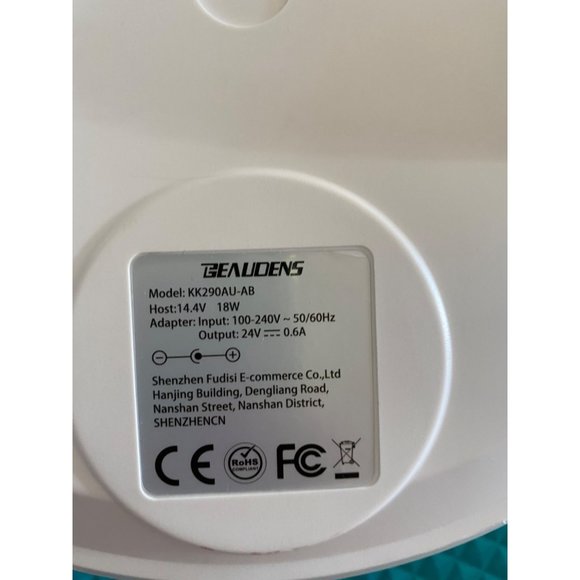 BEAUDENS
Model: KK290AU-AB
Host:14.4V 18W
Adapter: Input: 100-240V ~ 50/60Hz
Output: 24V ⎓ 0.6A
Shenzhen Fudisi E-commerce Co.,Ltd
Hanjing Building, Dengliang Road,
Nanshan Street, Nanshan District,
SHENZHENCN
CE RoHS COMPLIANT FC